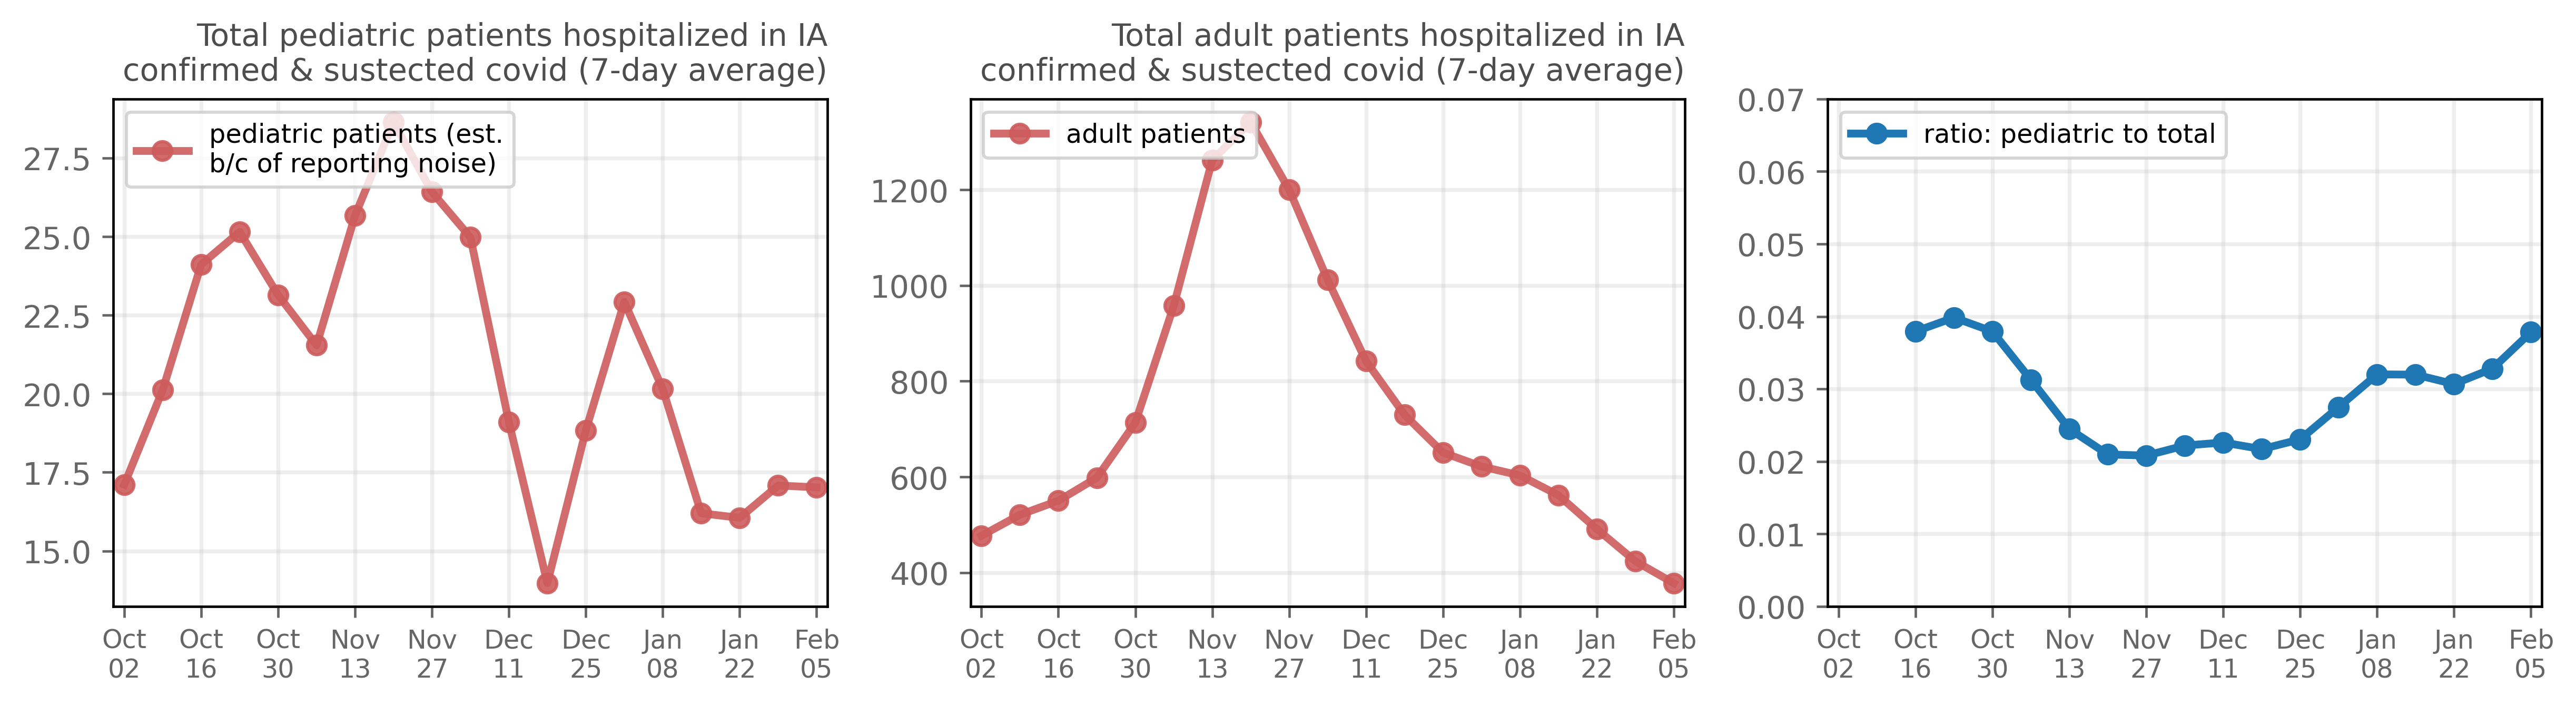 Total pediatric patients hospitalized in IA
confirmed & sustected covid (7-day average)
pediatric patients (est.
b/c of reporting noise)
27.5
25.0
22.5
20.0
17.5
15.0
Oct Oct Oct Nov Nov Dec Dec Jan Jan Feb
02 16 30 13 27 11 25 08 22 05
Total adult patients hospitalized in IA
confirmed & sustected covid (7-day average)
adult patients
1200
1000
800
600
400
Oct Oct Oct Nov Nov Dec Dec Jan Jan Feb
02 16 30 13 27 11 25 08 22 05
ratio: pediatric to total
0.07
0.06
0.05
0.04
0.03
0.02
0.01
0.00
Oct Oct Oct Nov Nov Dec Dec Jan Jan Feb
02 16 30 13 27 11 25 08 22 05